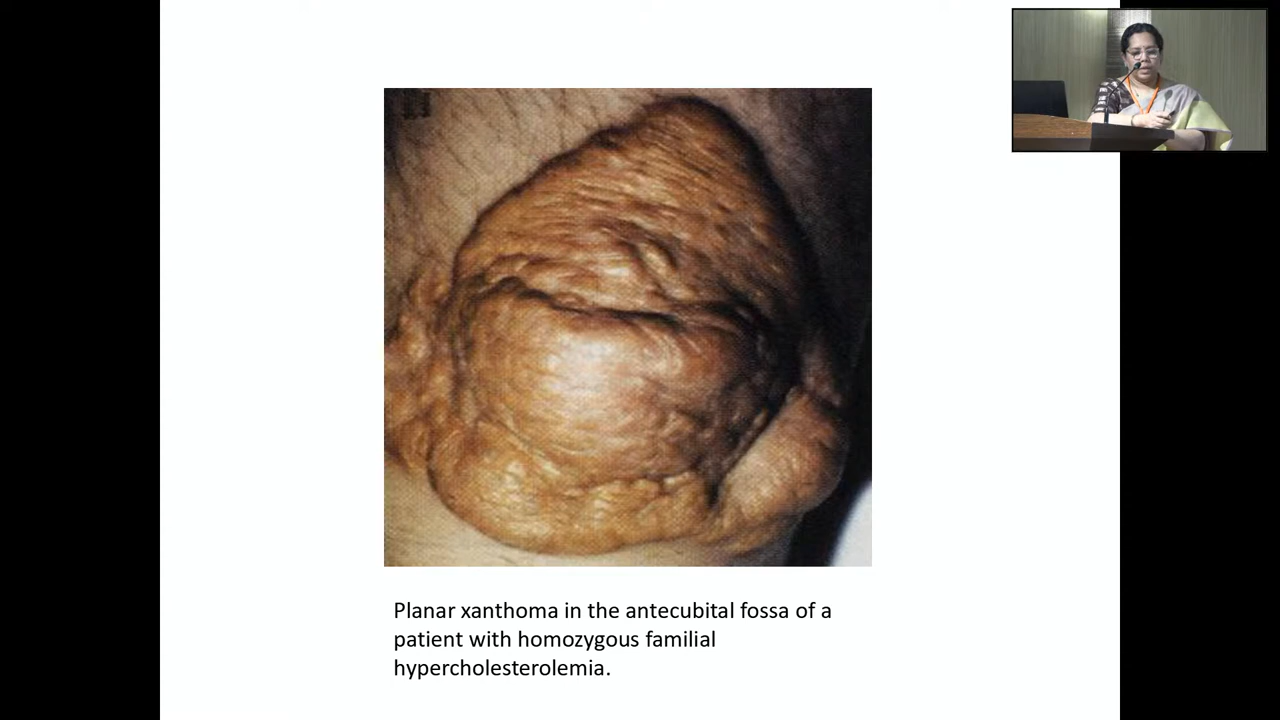 Planar xanthoma in the antecubital fossa of a
patient with homozygous familial
hypercholesterolemia.